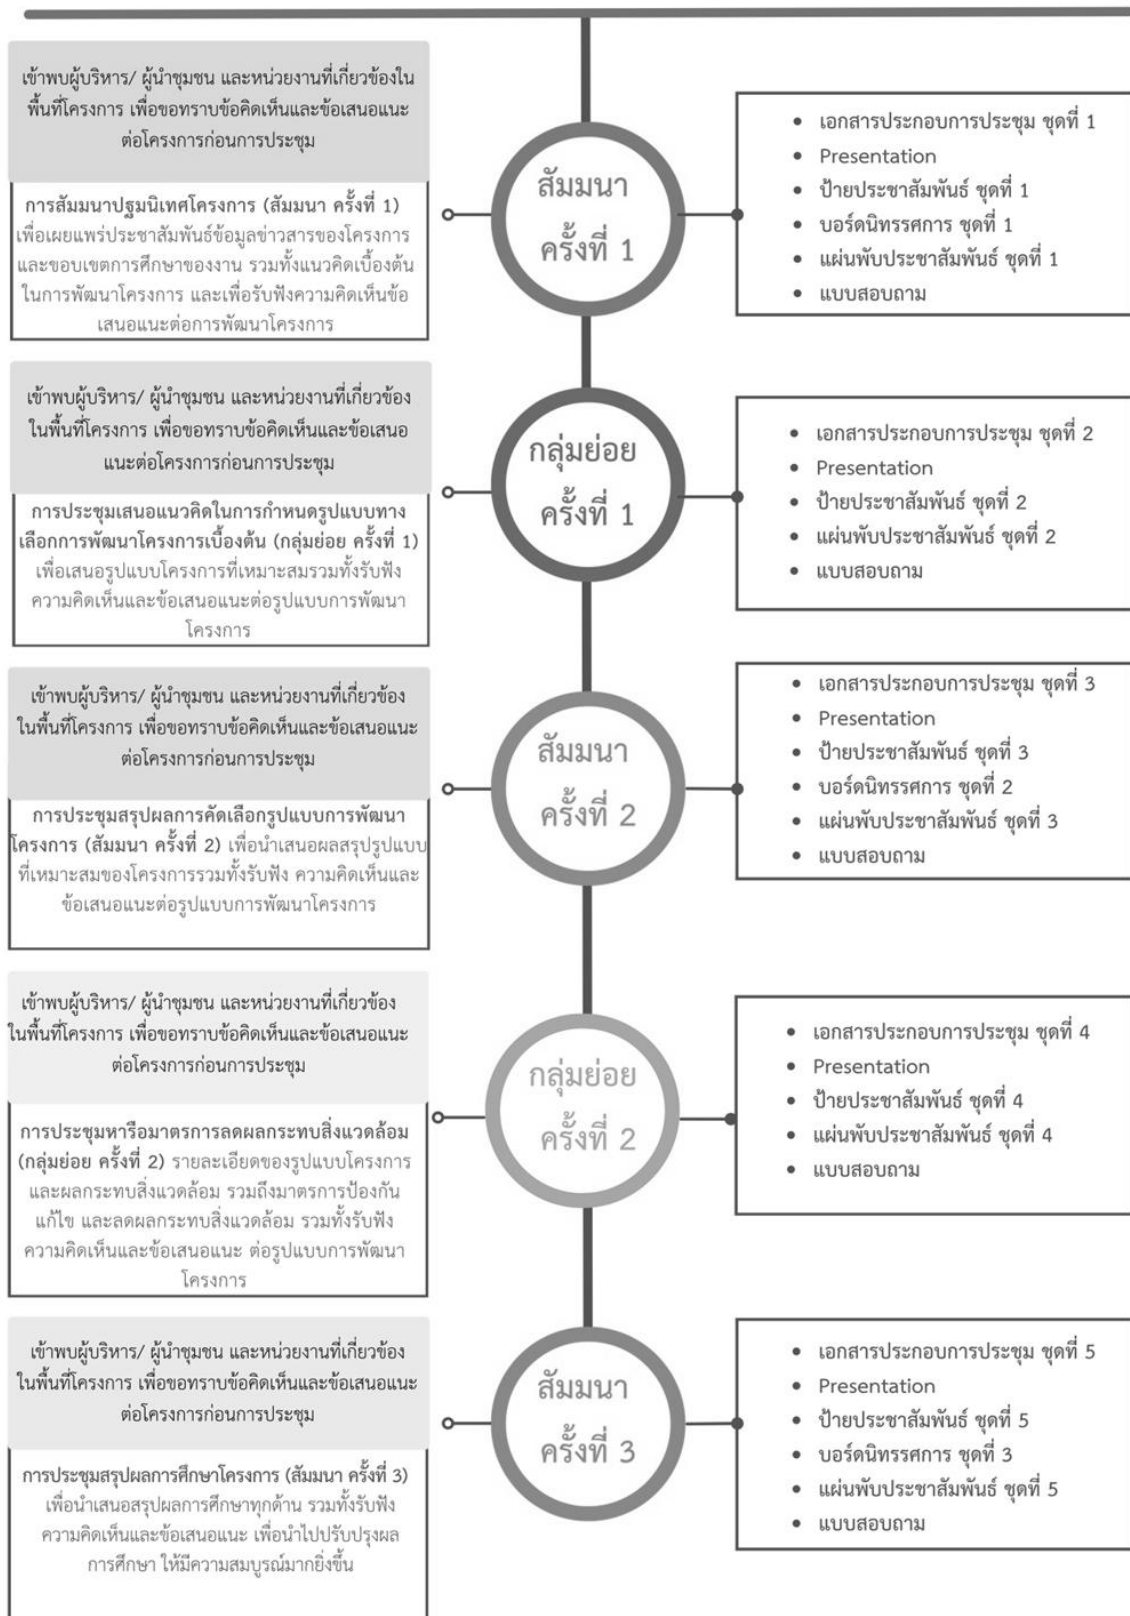 เข้าพบผู้บริหาร/ ผู้นำชุมชน และหน่วยงานที่เกี่ยวข้องใน
พื้นที่โครงการ เพื่อขอทราบข้อคิดเห็นและข้อเสนอแนะ
ต่อโครงการก่อนการประชุม
การสัมมนาปฐมนิเทศโครงการ (สัมมนา ครั้งที่ 1)
เพื่อเผยแพร่ประชาสัมพันธ์ข้อมูลข่าวสารของโครงการ
และขอบเขตการศึกษาของงาน รวมทั้งแนวคิดเบื้องต้น
ในการพัฒนาโครงการ และเพื่อรับฟังความคิดเห็นข้อ
เสนอแนะต่อการพัฒนาโครงการ
สัมมนา
ครั้งที่ 1
• เอกสารประกอบการประชุม ชุดที่ 1
• Presentation
• ป้ายประชาสัมพันธ์ ชุดที่ 1
• บอร์ดนิทรรศการ ชุดที่ 1
• แผ่นพับประชาสัมพันธ์ ชุดที่ 1
• แบบสอบถาม
เข้าพบผู้บริหาร/ ผู้นำชุมชน และหน่วยงานที่เกี่ยวข้อง
ในพื้นที่โครงการ เพื่อขอทราบข้อคิดเห็นและข้อเสนอ
แนะต่อโครงการก่อนการประชุม
การประชุมเสนอแนวคิดในการกำหนดรูปแบบทาง
เลือกการพัฒนาโครงการเบื้องต้น (กลุ่มย่อย ครั้งที่ 1)
เพื่อเสนอรูปแบบโครงการที่เหมาะสมรวมทั้งรับฟัง
ความคิดเห็นและข้อเสนอแนะต่อรูปแบบการพัฒนา
โครงการ
กลุ่มย่อย
ครั้งที่ 1
• เอกสารประกอบการประชุม ชุดที่ 2
• Presentation
• ป้ายประชาสัมพันธ์ ชุดที่ 2
• แผ่นพับประชาสัมพันธ์ ชุดที่ 2
• แบบสอบถาม
เข้าพบผู้บริหาร/ ผู้นำชุมชน และหน่วยงานที่เกี่ยวข้อง
ในพื้นที่โครงการ เพื่อขอทราบข้อคิดเห็นและข้อเสนอแนะ
ต่อโครงการก่อนการประชุม
การประชุมสรุปผลการคัดเลือกรูปแบบการพัฒนา
โครงการ (สัมมนา ครั้งที่ 2) เพื่อนำเสนอผลสรุปรูปแบบ
ที่เหมาะสมของโครงการรวมทั้งรับฟัง ความคิดเห็นและ
ข้อเสนอแนะต่อรูปแบบการพัฒนาโครงการ
สัมมนา
ครั้งที่ 2
• เอกสารประกอบการประชุม ชุดที่ 3
• Presentation
• ป้ายประชาสัมพันธ์ ชุดที่ 3
• บอร์ดนิทรรศการ ชุดที่ 2
• แผ่นพับประชาสัมพันธ์ ชุดที่ 3
• แบบสอบถาม
เข้าพบผู้บริหาร/ ผู้นำชุมชน และหน่วยงานที่เกี่ยวข้อง
ในพื้นที่โครงการ เพื่อขอทราบข้อคิดเห็นและข้อเสนอแนะ
ต่อโครงการก่อนการประชุม
การประชุมหารือมาตรการลดผลกระทบสิ่งแวดล้อม
(กลุ่มย่อย ครั้งที่ 2) รายละเอียดของรูปแบบโครงการ
และผลกระทบสิ่งแวดล้อม รวมถึงมาตรการป้องกัน
แก้ไข และลดผลกระทบสิ่งแวดล้อม รวมทั้งรับฟัง
ความคิดเห็นและข้อเสนอแนะ ต่อรูปแบบการพัฒนา
โครงการ
กลุ่มย่อย
ครั้งที่ 2
• เอกสารประกอบการประชุม ชุดที่ 4
• Presentation
• ป้ายประชาสัมพันธ์ ชุดที่ 4
• แผ่นพับประชาสัมพันธ์ ชุดที่ 4
• แบบสอบถาม
เข้าพบผู้บริหาร/ ผู้นำชุมชน และหน่วยงานที่เกี่ยวข้อง
ในพื้นที่โครงการ เพื่อขอทราบข้อคิดเห็นและข้อเสนอแนะ
ต่อโครงการก่อนการประชุม
การประชุมสรุปผลการศึกษาโครงการ (สัมมนา ครั้งที่ 3)
เพื่อนำเสนอสรุปผลการศึกษาทุกด้าน รวมทั้งรับฟัง
ความคิดเห็นและข้อเสนอแนะ เพื่อนำไปปรับปรุงผล
การศึกษา ให้มีความสมบูรณ์มากยิ่งขึ้น
สัมมนา
ครั้งที่ 3
• เอกสารประกอบการประชุม ชุดที่ 5
• Presentation
• ป้ายประชาสัมพันธ์ ชุดที่ 5
• บอร์ดนิทรรศการ ชุดที่ 3
• แผ่นพับประชาสัมพันธ์ ชุดที่ 5
• แบบสอบถาม